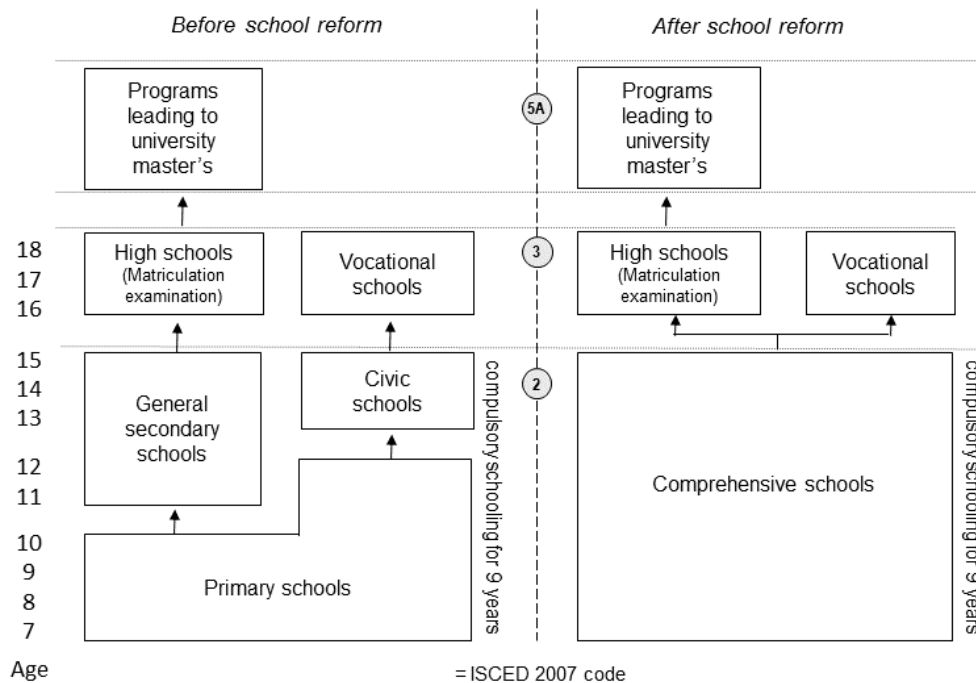 Before school reform
After school reform
Programs
leading to
university
master's
5A
Programs
leading to
university
master's
18
17
16
High schools
(Matriculation
examination)
Vocational
schools
3
High schools
(Matriculation
examination)
Vocational
schools
15
14
13
12
11
10
9
8
7
Age
General
secondary
schools
Civic
schools
Primary schools
compulsory schooling for 9 years
2
Comprehensive schools
compulsory schooling for 9 years
= ISCED 2007 code